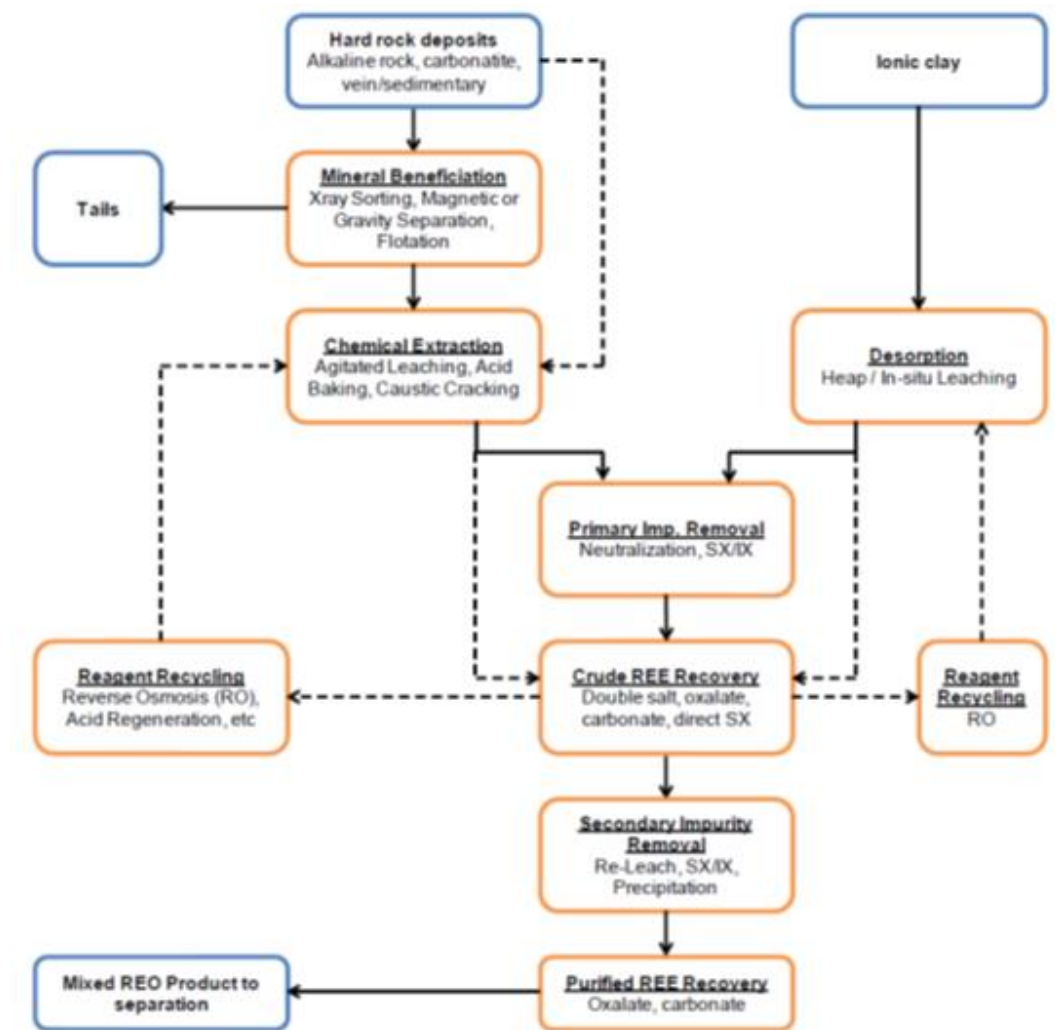 Hard rock deposits
Alkaline rock, carbonatite,
vein/sedimentary
Ionic clay
Tails
Mineral Beneficiation
Xray Sorting, Magnetic or
Gravity Separation,
Flotation
Chemical Extraction
Agitated Leaching, Acid
Baking, Caustic Cracking
Desorption
Heap / In-situ Leaching
Primary Imp. Removal
Neutralization, SX/IX
Reagent Recycling
Reverse Osmosis (RO),
Acid Regeneration, etc
Crude REE Recovery
Double salt, oxalate,
carbonate, direct SX
Reagent
Recycling
RO
Secondary Impurity
Removal
Re-Leach, SX/IX,
Precipitation
Mixed REO Product to
separation
Purified REE Recovery
Oxalate, carbonate